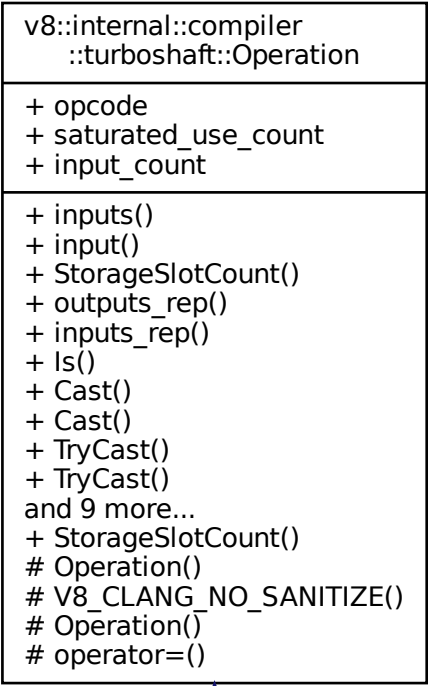 v8::internal::compiler
::turboshaft::Operation
+ opcode
+ saturated_use_count
+ input_count
+ inputs()
+ input()
+ StorageSlotCount()
+ outputs_rep()
+ inputs_rep()
+ Is()
+ Cast()
+ Cast()
+ TryCast()
+ TryCast()
and 9 more...
+ StorageSlotCount()
# Operation()
# V8_CLANG_NO_SANITIZE()
# Operation()
# operator=()